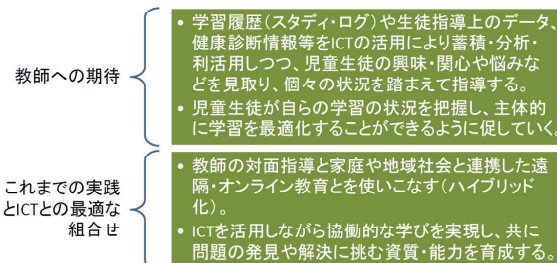 教師への期待
• 学習履歴(スタディ・ログ)や生徒指導上のデータ、
健康診断情報等をICTの活用により蓄積・分析・
利活用しつつ、児童生徒の興味・関心や悩みな
どを見取り、個々の状況を踏まえて指導する。
• 児童生徒が自らの学習の状況を把握し、主体的
に学習を最適化することができるように促していく。
これまでの実践
とICTとの最適な
組合せ
• 教師の対面指導と家庭や地域社会と連携した遠
隔・オンライン教育とを使いこなす(ハイブリッド
化)。
• ICTを活用しながら協働的な学びを実現し、共に
問題の発見や解決に挑む資質・能力を育成する。